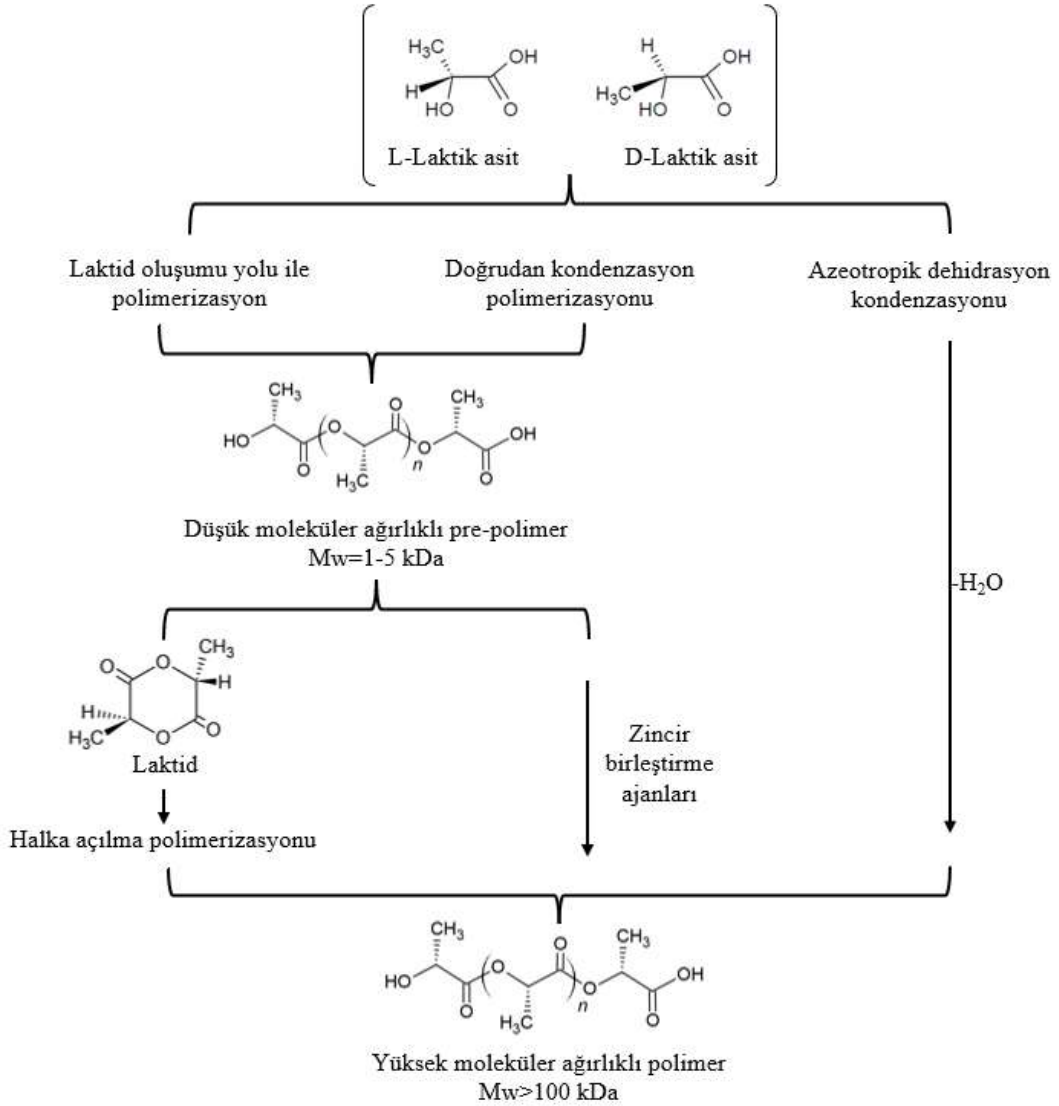 H₃C
OH
H
HO
O
L-Laktik asit
H
OH
H₃C
HO
O
D-Laktik asit
Laktid oluşumu yolu ile
polimerizasyon
Doğrudan kondenzasyon
polimerizasyonu
Azeotropik dehidrasyon
kondenzasyonu
CH₃
HO
O
O
O
H₃C
n
O
CH₃
OH
O
Düşük moleküler ağırlıklı pre-polimer
Mw=1-5 kDa
-H₂O
O
O
CH₃
H
H
H₃C
O
O
Laktid
Zincir
birleştirme
ajanları
Halka açılma polimerizasyonu
CH₃
HO
O
O
O
H₃C
n
O
CH₃
OH
O
Yüksek moleküler ağırlıklı polimer
Mw>100 kDa